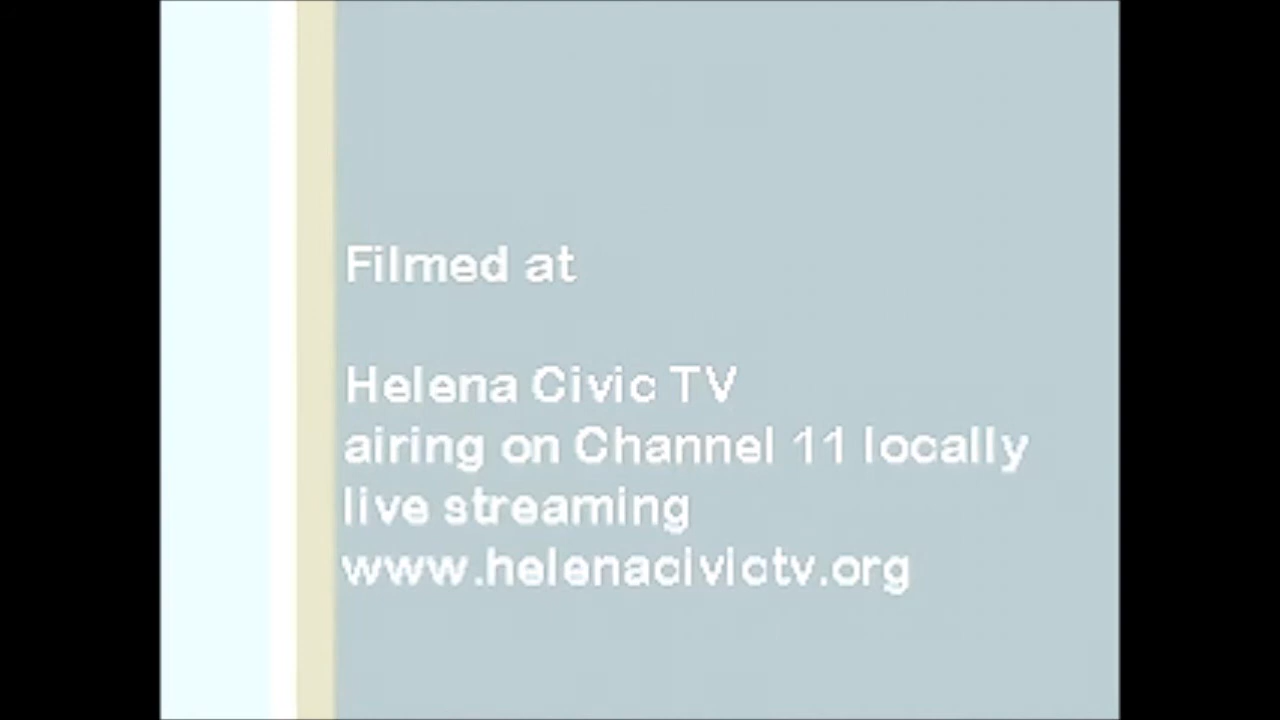 Filmed at
Helena Civic TV
airing on Channel 11 locally
live streaming
www.helenacivictv.org